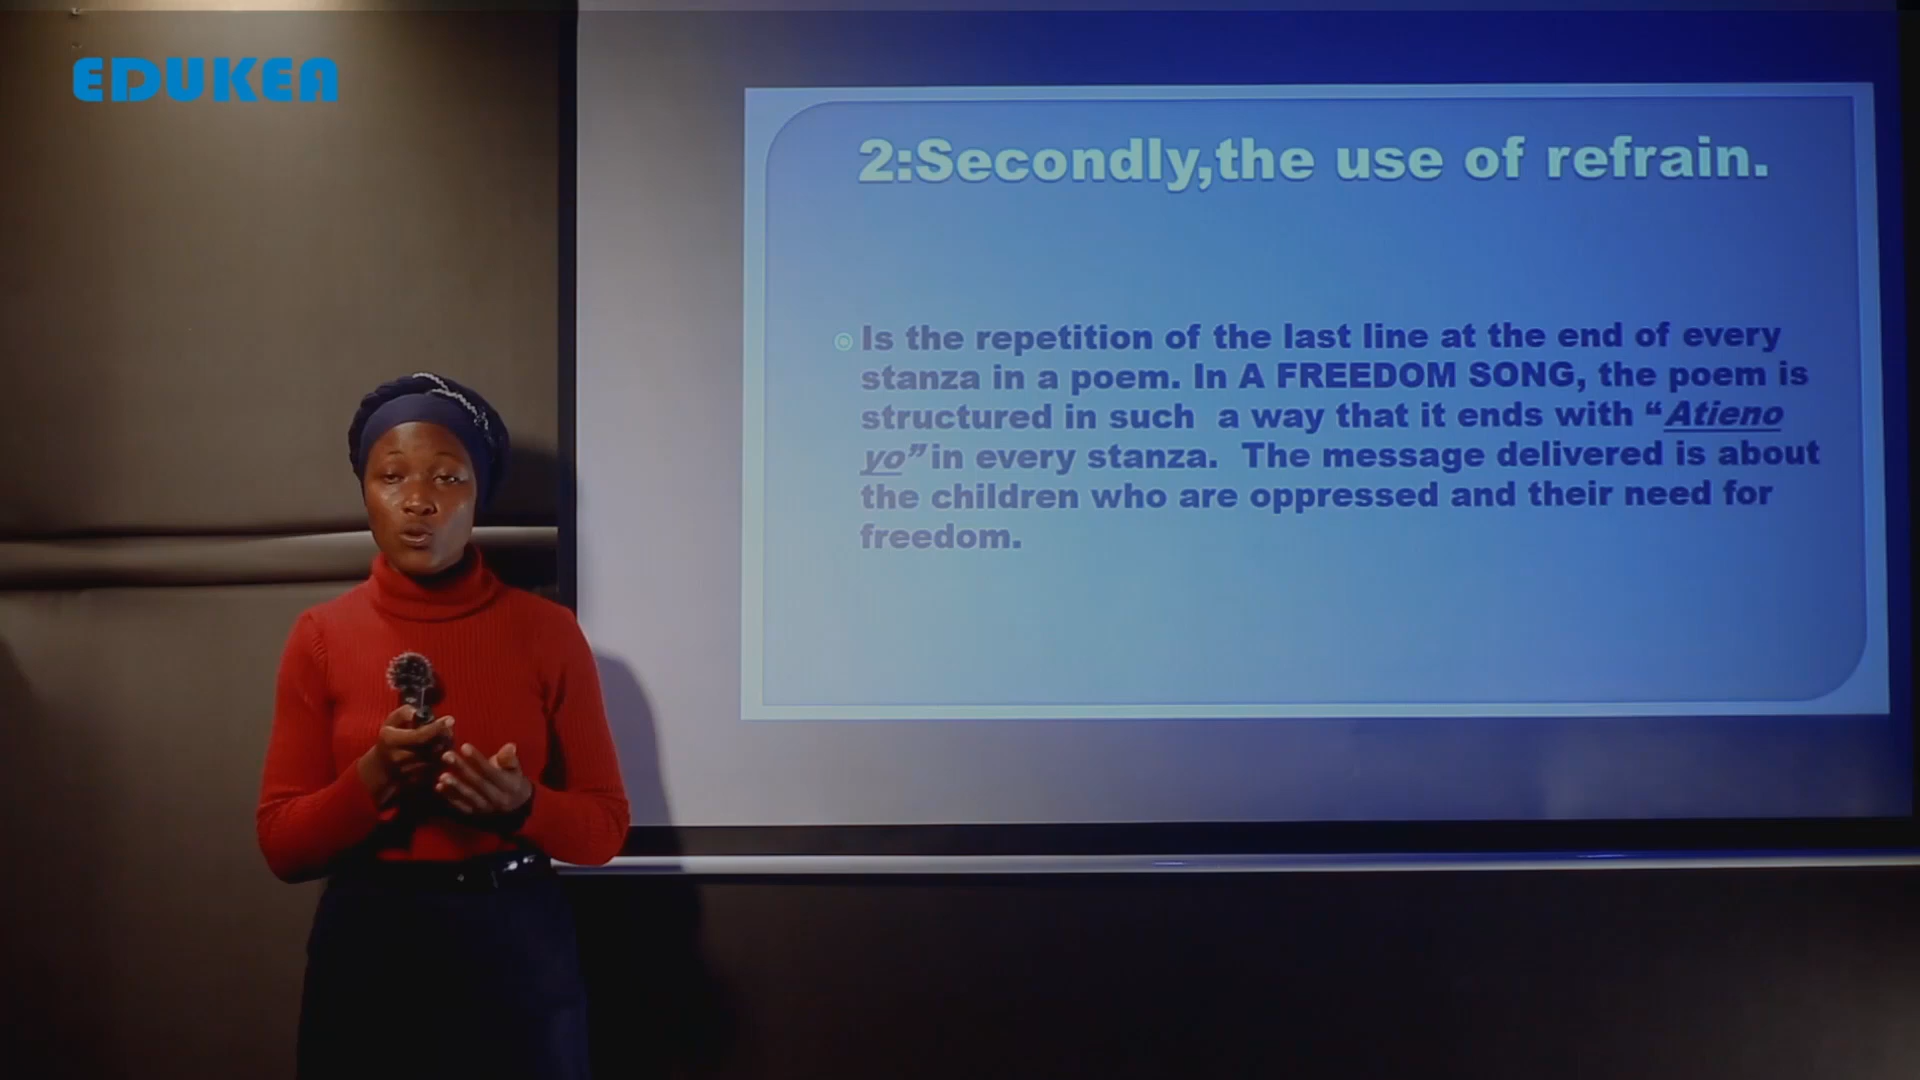 EDUKEA
2:Secondly,the use of refrain.
Is the repetition of the last line at the end of every
stanza in a poem. In A FREEDOM SONG, the poem is
structured in such a way that it ends with “Atieno
yo” in every stanza. The message delivered is about
the children who are oppressed and their need for
freedom.